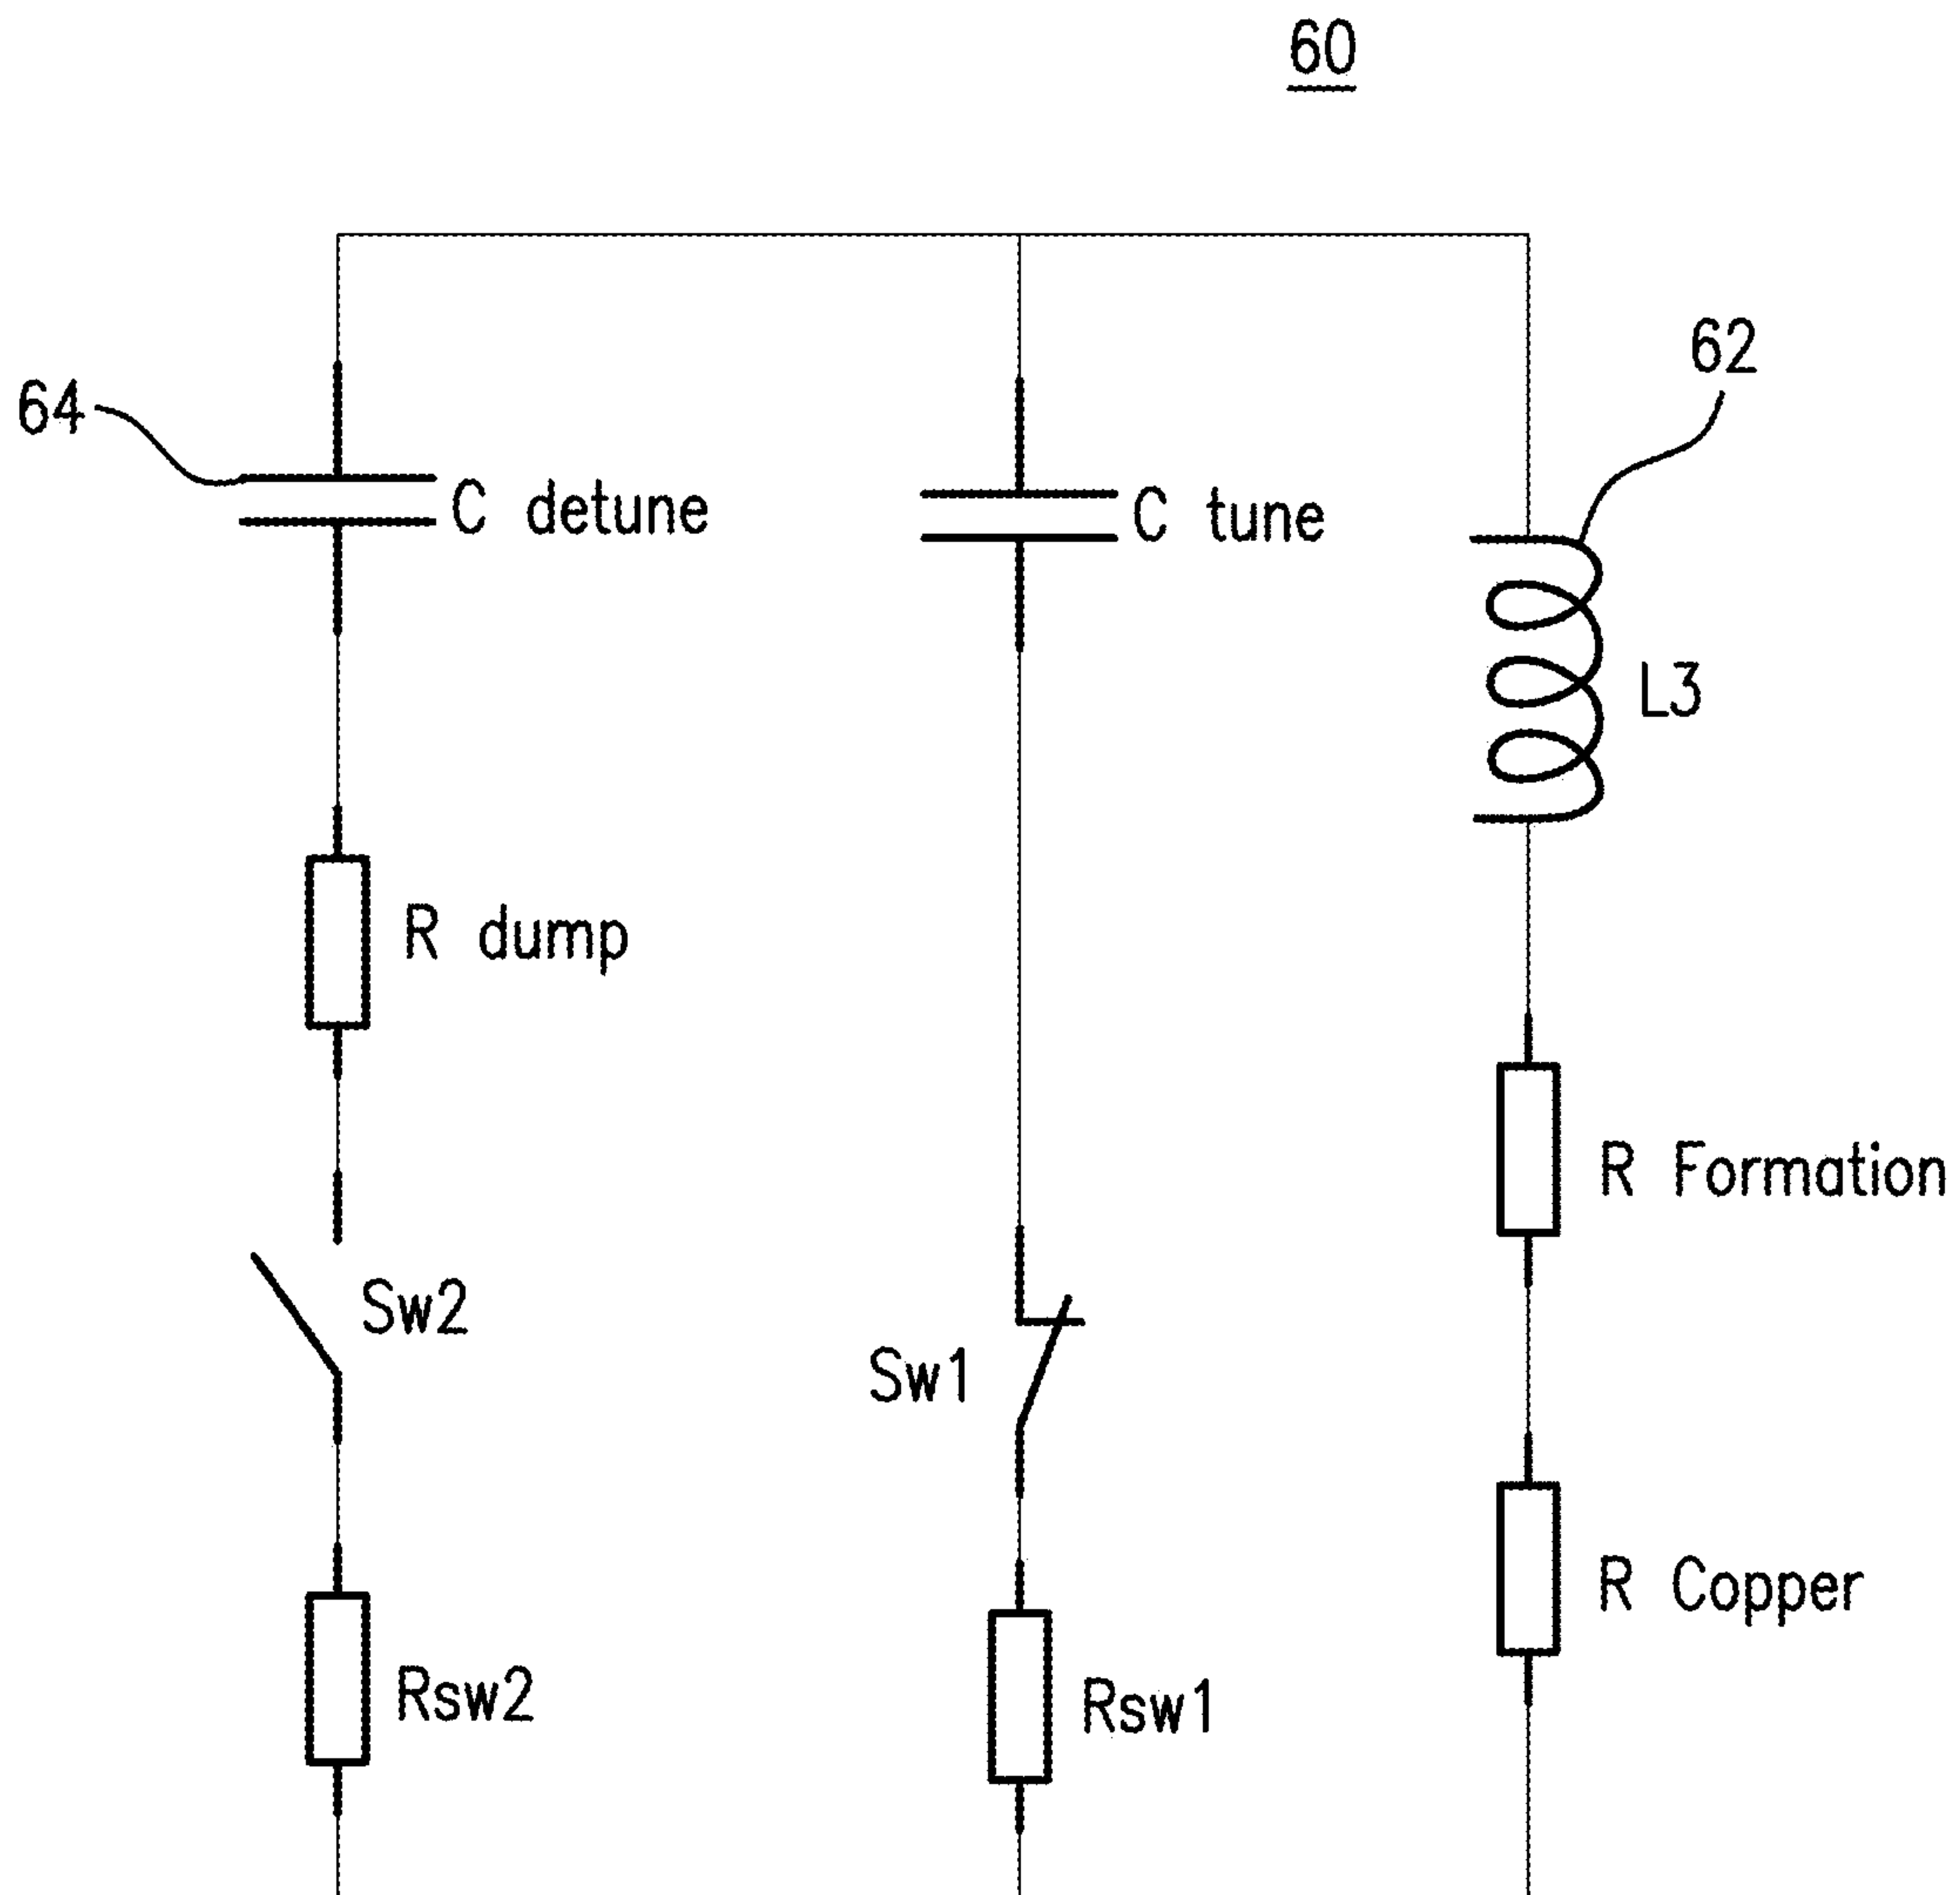 60
62
64
C detune
C tune
L3
R dump
R Formation
Sw2
Sw1
R Copper
Rsw2
Rsw1